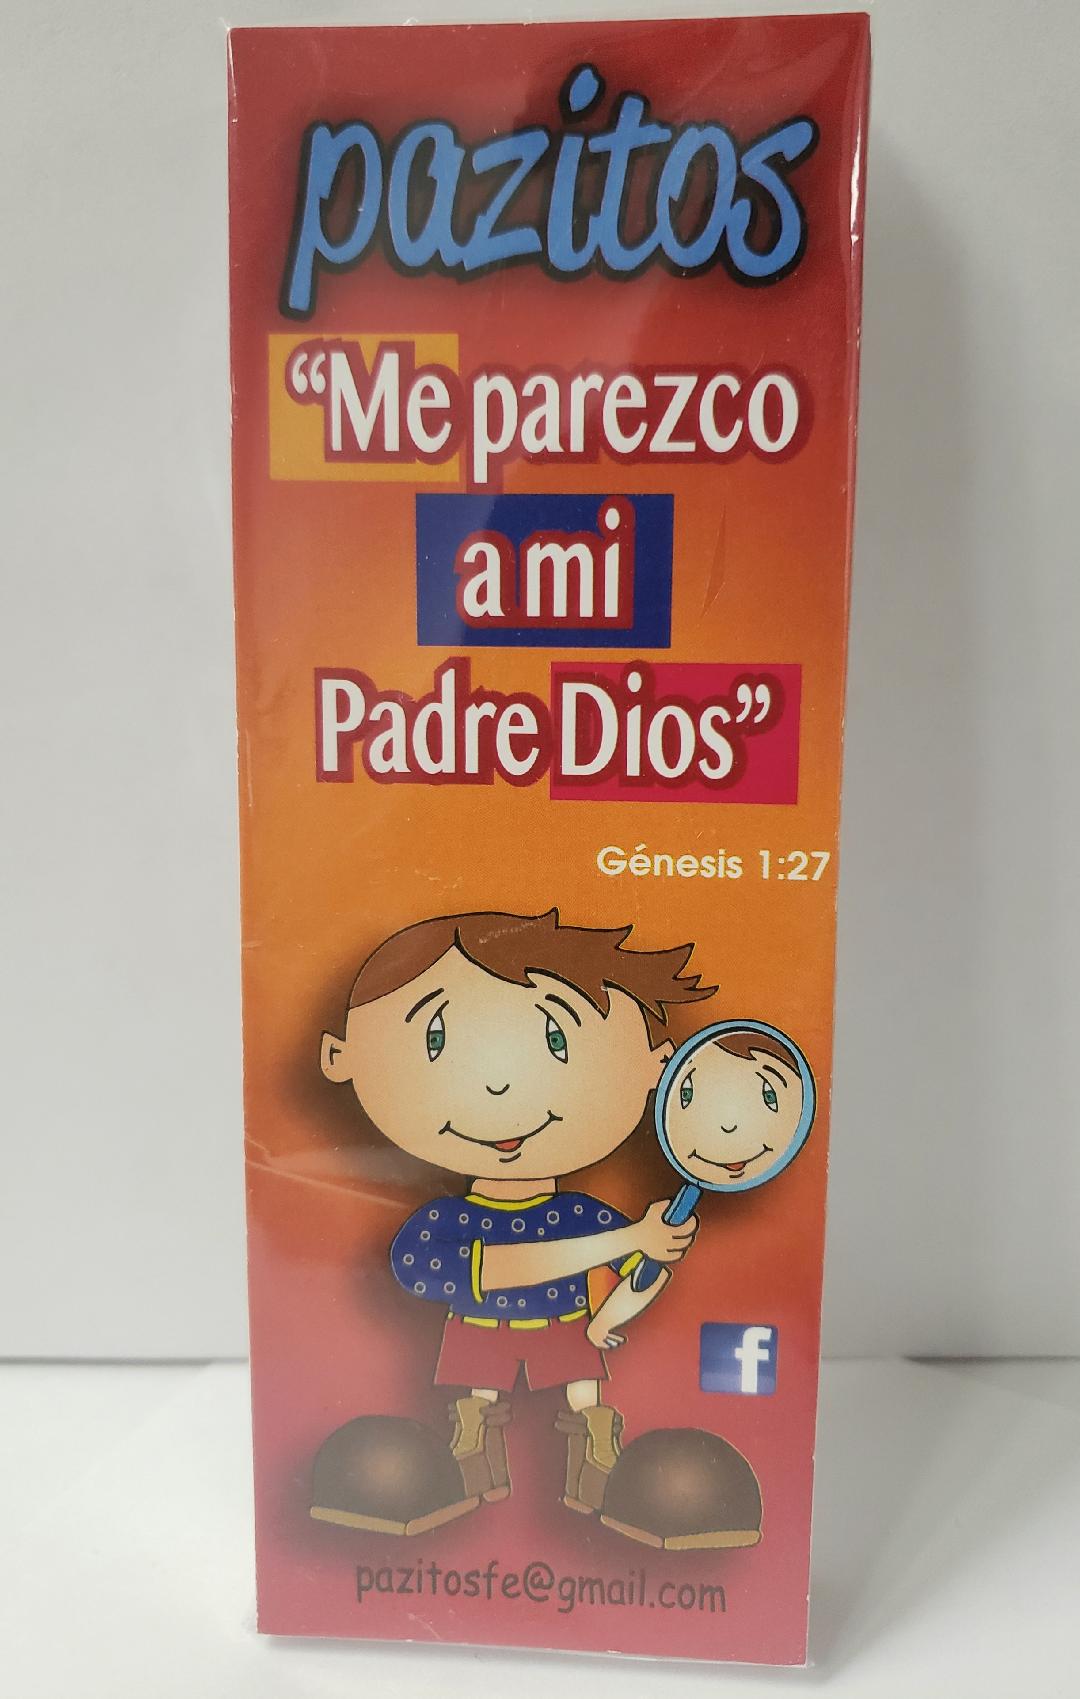 pazitos
“Me parezco
a mi
Padre Dios”
Génesis 1:27
f
pazitosfe@gmail.com